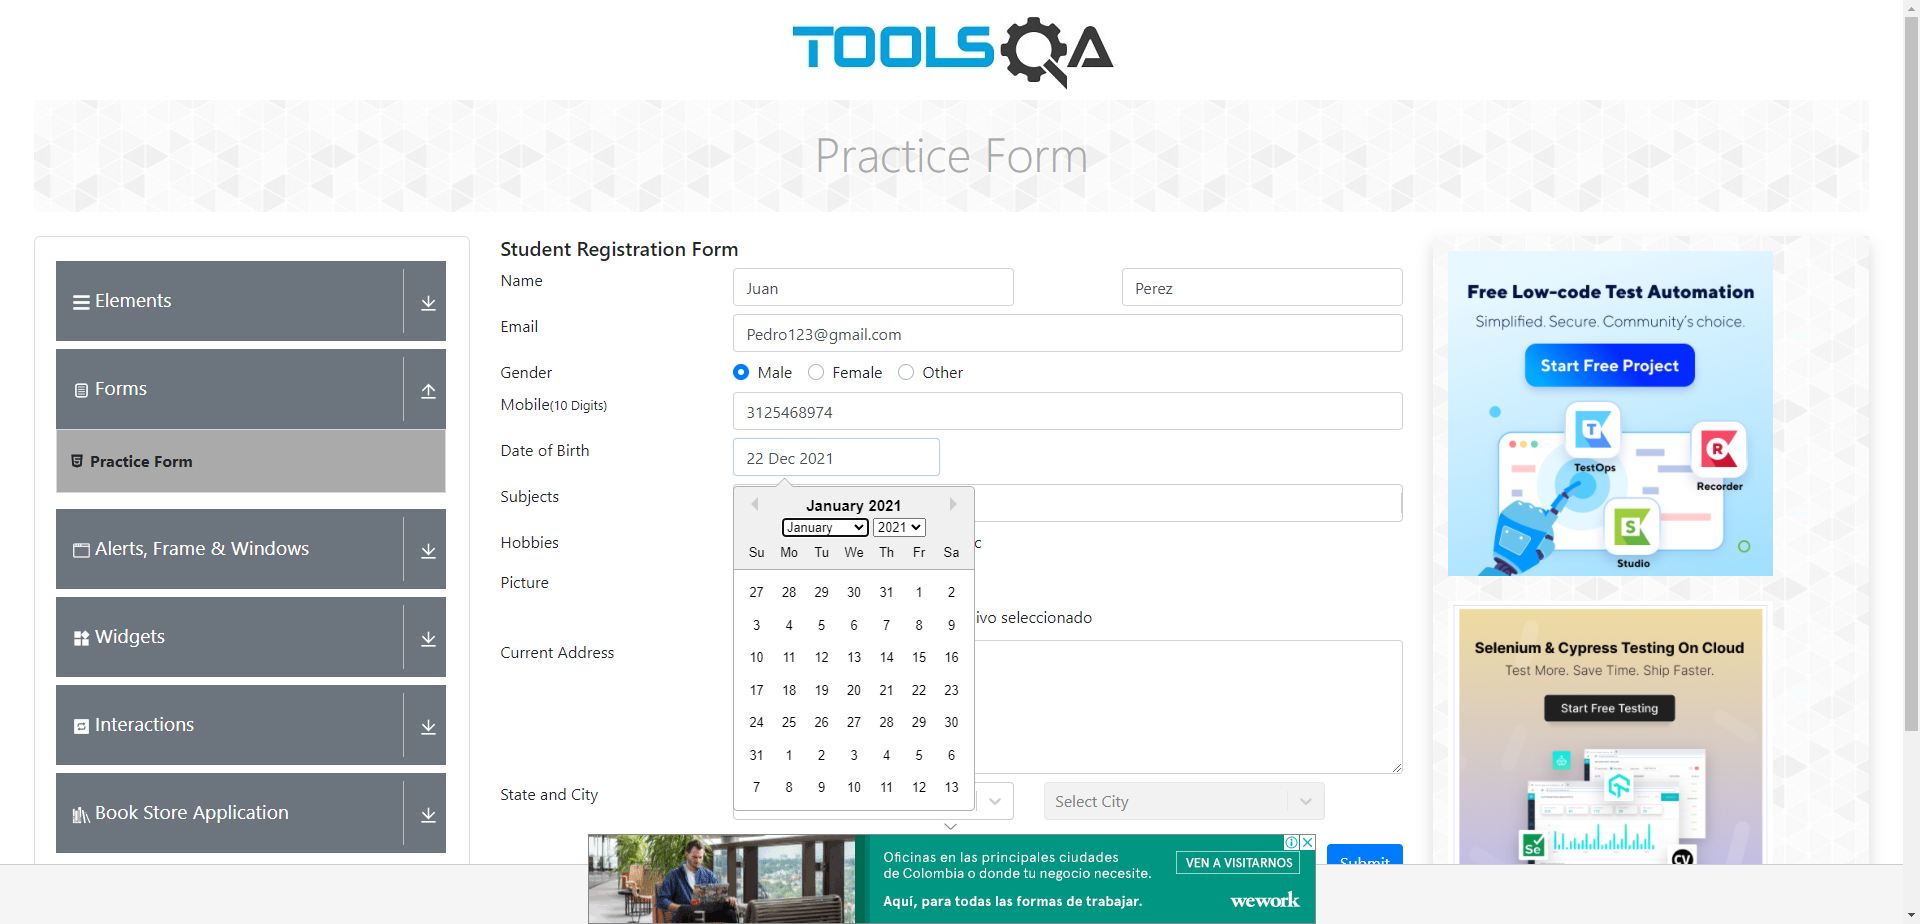 TOOLSQA
Practice Form
Elements
Forms
Practice Form
Alerts, Frame & Windows
Widgets
Interactions
Book Store Application
Student Registration Form
Name
Juan
Perez
Email
Pedro123@gmail.com
Gender
Male
Female
Other
Mobile(10 Digits)
3125468974
Date of Birth
22 Dec 2021
January 2021
January
2021
Su Mo Tu We Th Fr Sa
27 28 29 30 31 1 2
3 4 5 6 7 8 9
10 11 12 13 14 15 16
17 18 19 20 21 22 23
24 25 26 27 28 29 30
31 1 2 3 4 5 6
7 8 9 10 11 12 13
Subjects
Hobbies
c
Picture
ivo seleccionado
Current Address
State and City
Select City
Submit
Free Low-code Test Automation
Simplified. Secure. Community's choice.
Start Free Project
T
TestOps
R
Recorder
S
Studio
Selenium & Cypress Testing On Cloud
Test More. Save Time. Ship Faster.
Start Free Testing
Se
CV
Oficinas en las principales ciudades
de Colombia o donde tu negocio necesite.
Aquí, para todas las formas de trabajar.
VEN A VISITARNOS
wework